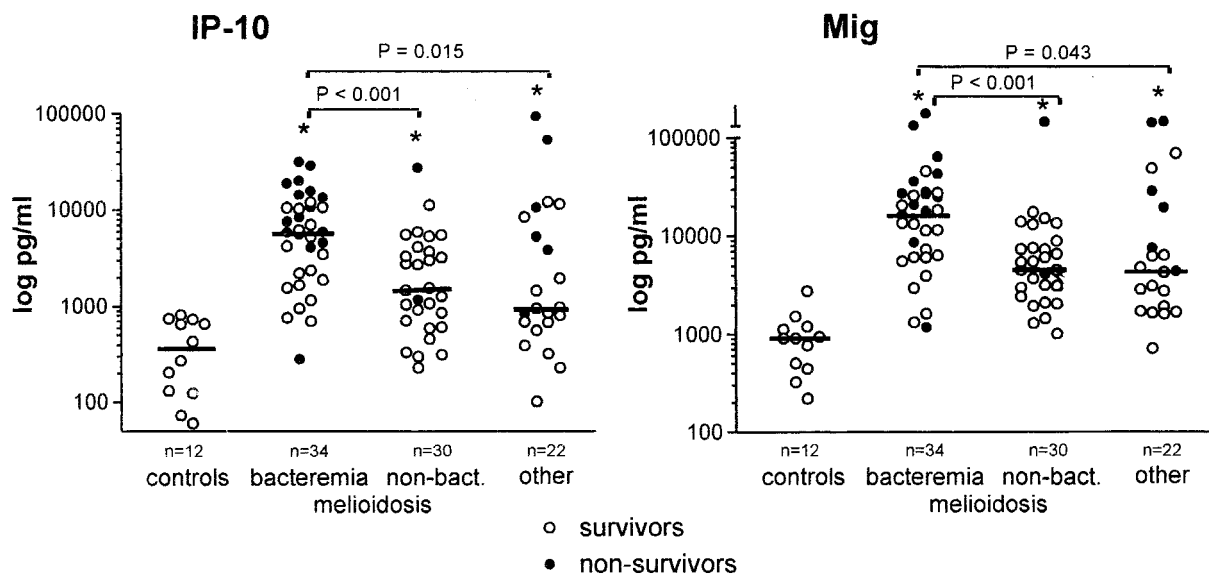 IP-10
P = 0.015
P < 0.001
*
*
*
100000
10000
1000
100
log pg/ml
n=12
n=34
n=30
n=22
controls
bacteremia
non-bact.
other
melioidosis
Mig
P = 0.043
P < 0.001
*
*
*
100000
10000
1000
100
log pg/ml
n=12
n=34
n=30
n=22
controls
bacteremia
non-bact.
other
melioidosis
survivors
non-survivors